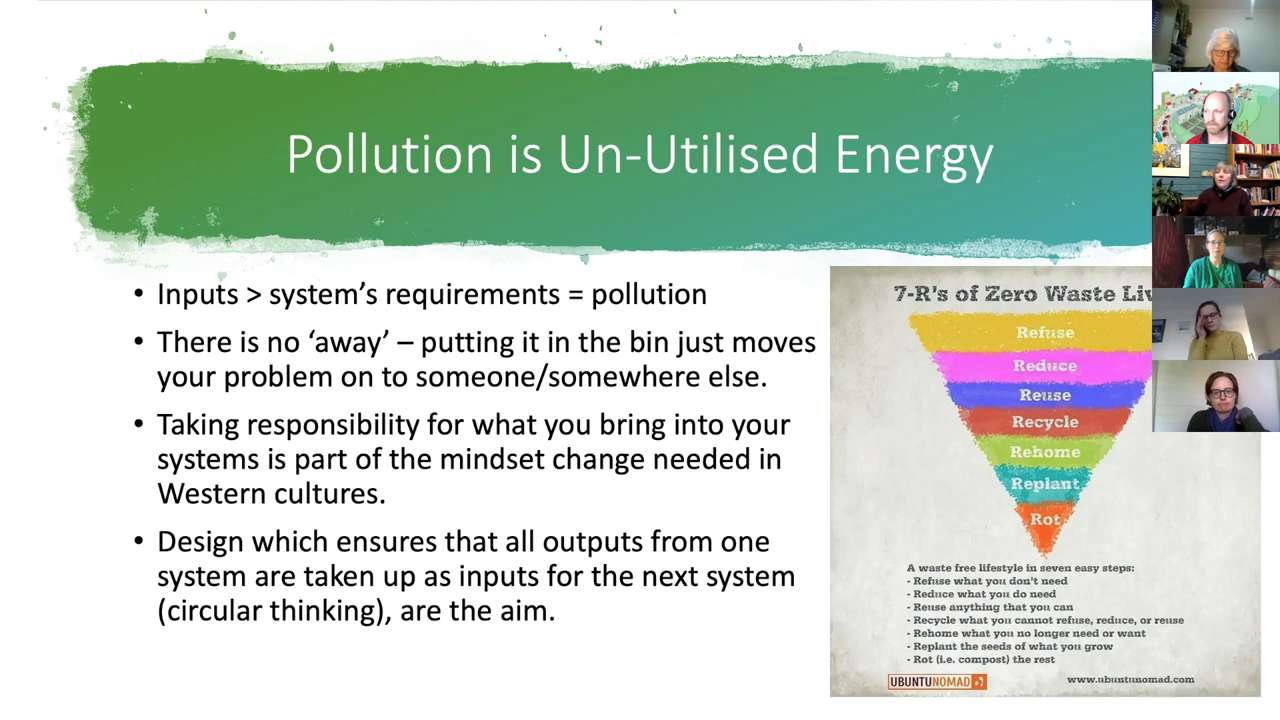 Pollution is Un-Utilised Energy
• Inputs > system's requirements = pollution
• There is no 'away' – putting it in the bin just moves
your problem on to someone/somewhere else.
• Taking responsibility for what you bring into your
systems is part of the mindset change needed in
Western cultures.
• Design which ensures that all outputs from one
system are taken up as inputs for the next system
(circular thinking), are the aim.
7-R's of Zero Waste
Refuse
Reduce
Reuse
Recycle
Rehome
Replant
Rot
A waste free lifestyle in seven easy steps:
- Refuse what you don't need
- Reduce what you do need
- Reuse anything that you can
- Recycle what you cannot refuse, reduce, or reuse
- Rehome what you no longer need or want
- Replant the seeds of what you grow
- Rot (i.e. compost) the rest
UBUNTUNOMAD
www.ubuntunomad.com